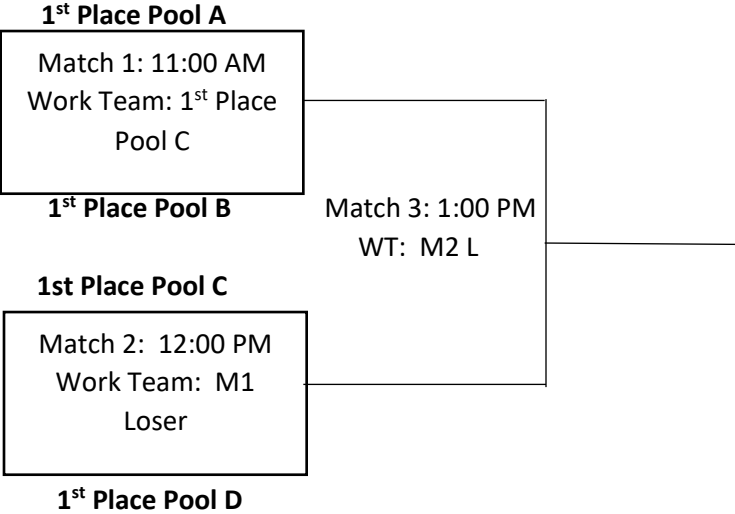 1st Place Pool A
Match 1: 11:00 AM
Work Team: 1st Place
Pool C
1st Place Pool B
Match 3: 1:00 PM
WT:  M2 L
1st Place Pool C
Match 2:  12:00 PM
Work Team:  M1
Loser
1st Place Pool D